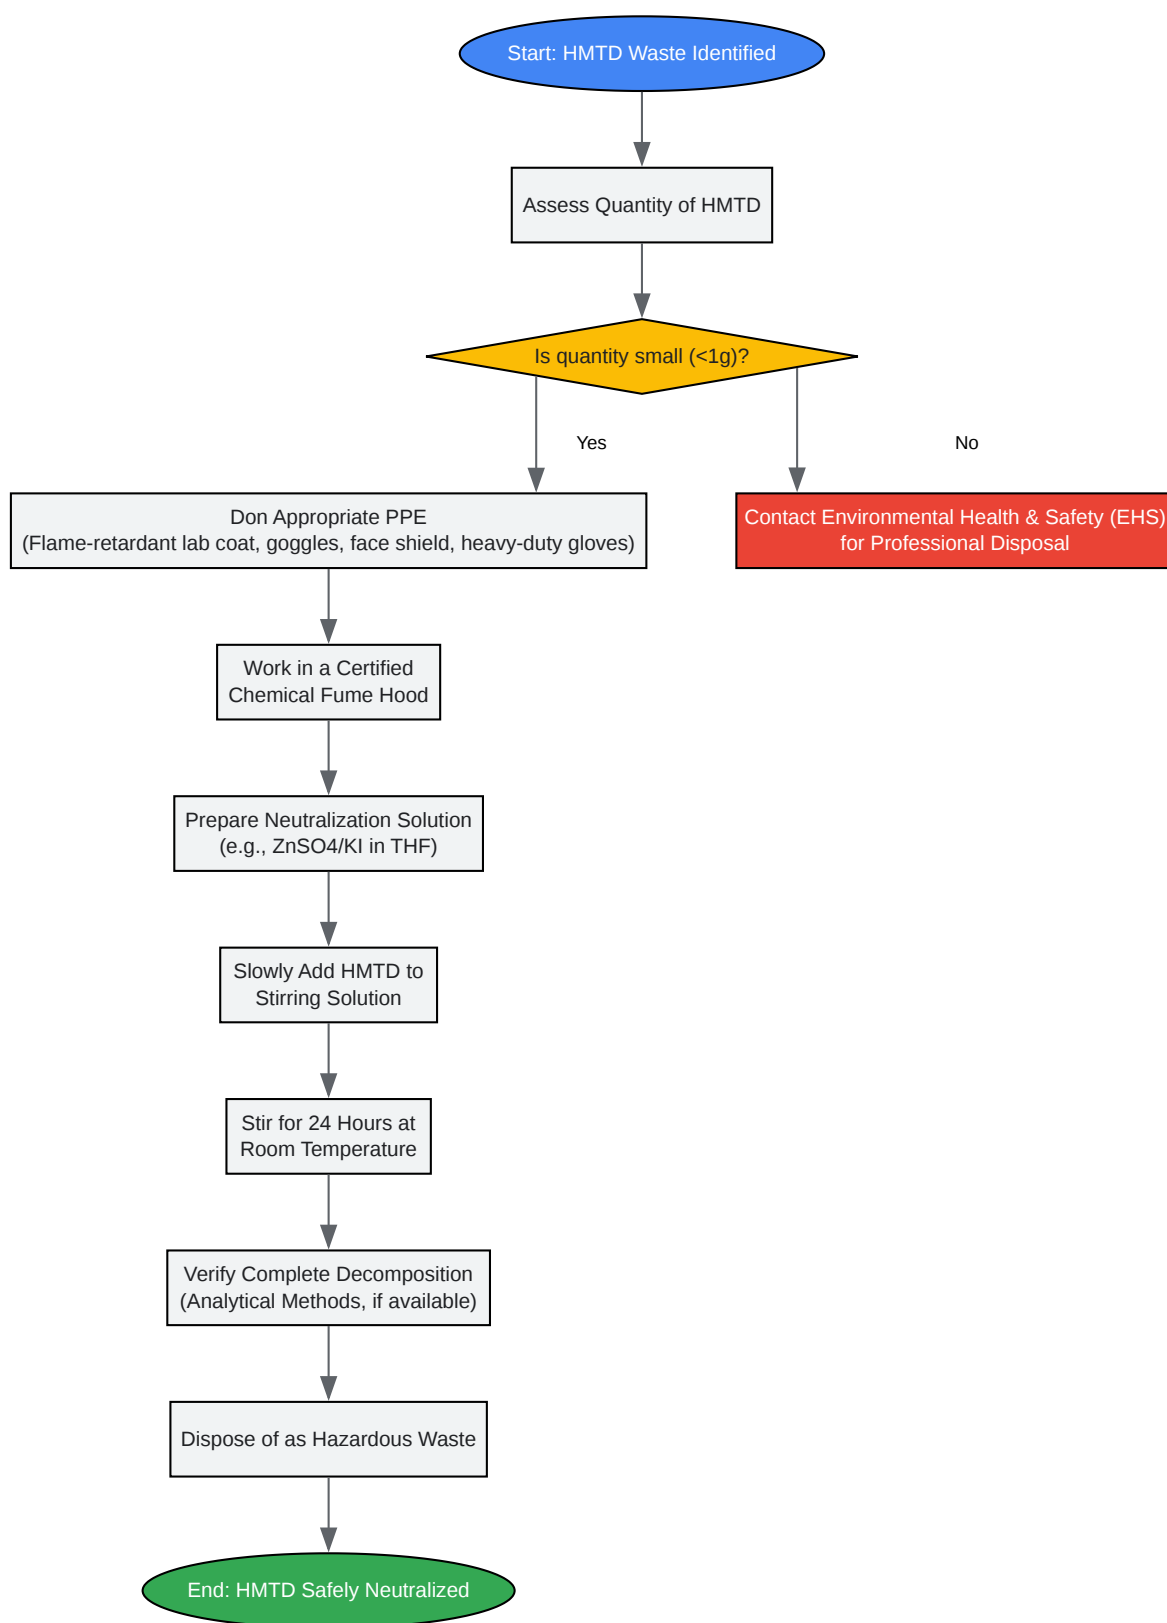 Start: HMTD Waste Identified
Assess Quantity of HMTD
Is quantity small (<1g)?
Yes
No
Don Appropriate PPE
(Flame-retardant lab coat, goggles, face shield, heavy-duty gloves)
Contact Environmental Health & Safety (EHS)
for Professional Disposal
Work in a Certified
Chemical Fume Hood
Prepare Neutralization Solution
(e.g., ZnSO4/KI in THF)
Slowly Add HMTD to
Stirring Solution
Stir for 24 Hours at
Room Temperature
Verify Complete Decomposition
(Analytical Methods, if available)
Dispose of as Hazardous Waste
End: HMTD Safely Neutralized